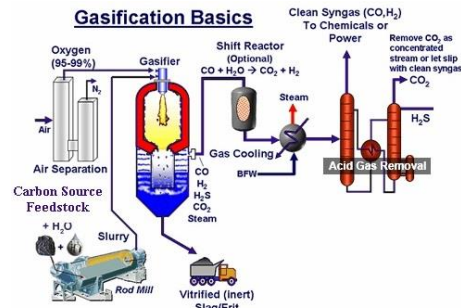 Gasification Basics
Clean Syngas (CO,H₂)
To Chemicals or
Power
Remove CO₂ as
concentrated
stream or let slip
with clean syngas
Oxygen
(95-99%)
Gasifier
Shift Reactor
(Optional)
CO + H₂O → CO₂ + H₂
CO₂
N₂
Steam
H₂S
Air
Air Separation
Gas Cooling
Acid Gas Removal
BFW
CO
H₂
H₂S
CO₂
Steam
Carbon Source
Feedstock
+ H₂O
Slurry
Rod Mill
Vitrified (inert)
Slag/Frit